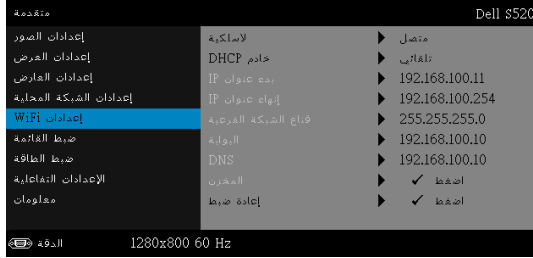 متقدمة
Dell S520
إعدادات الصور
إعدادات العرض
إعدادات العارض
إعدادات الشبكة المحلية
إعدادات WiFi
ضبط القائمة
ضبط الطاقة
الإعدادات التفاعلية
معلومات
لاسلكية متصل
خادم DHCP تلقائي
بدء عنوان IP 192.168.100.11
إنهاء عنوان IP 192.168.100.254
قناع الشبكة الفرعية 255.255.255.0
البوابة 192.168.100.10
DNS 192.168.100.10
المخزن اضغط ✓
إعادة ضبط اضغط ✓
الدقة 1280x800 60 Hz